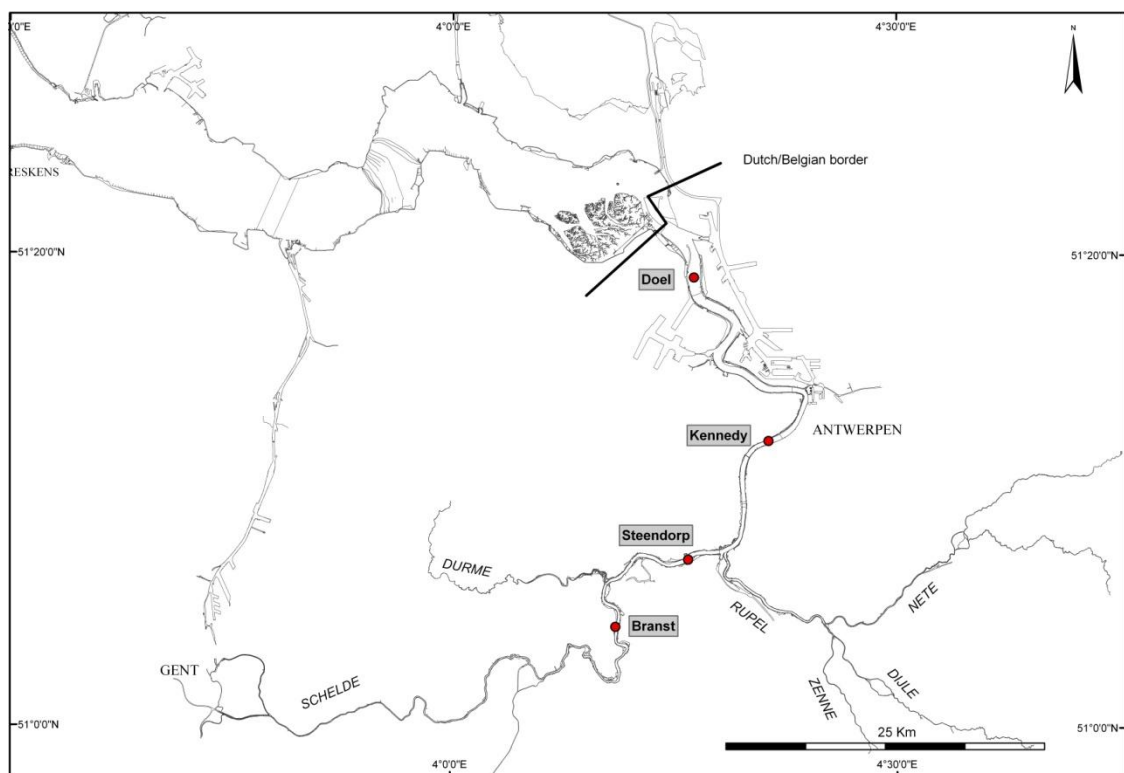 0'E
4°0'0"E
4°30'0"E
N
Dutch/Belgian border
RESKENS
51°20'0"N
51°20'0"N
Doel
Kennedy
ANTWERPEN
Steendorp
DURME
NETE
RUPEL
Branst
GENT
SCHELDE
DIJLE
ZENNE
51°0'0"N
51°0'0"N
25 Km
4°0'0"E
4°30'0"E